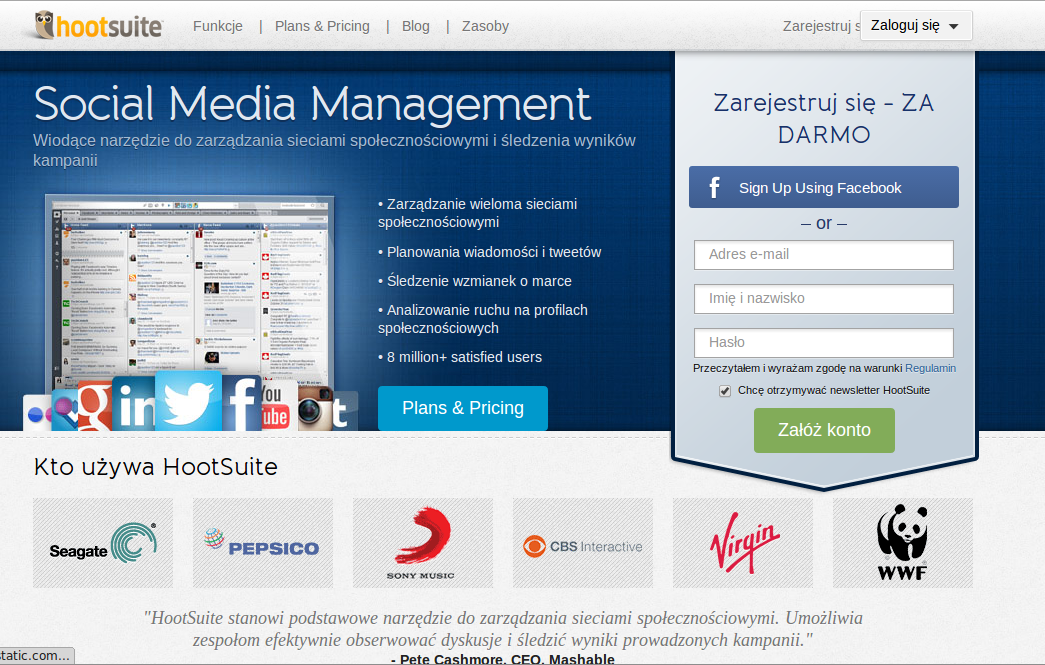 hootsuite
Funkcje | Plans & Pricing | Blog | Zasoby
Zarejestruj
Zaloguj się
Social Media Management
Wiodące narzędzie do zarządzania sieciami społecznościowymi i śledzenia wyników
kampanii
• Zarządzanie wieloma sieciami
społecznościowymi
• Planowania wiadomości i tweetów
• Śledzenie wzmianek o marce
• Analizowanie ruchu na profilach
społecznościowych
• 8 million+ satisfied users
Plans & Pricing
in
You
Tube
Zarejestruj się - ZA
DARMO
Sign Up Using Facebook
– or –
Adres e-mail
Imię i nazwisko
Hasło
Przeczytałem i wyrażam zgodę na warunki Regulamin
Chcę otrzymywać newsletter HootSuite
Załóż konto
Kto używa HootSuite
Seagate
PEPSICO
SONY MUSIC
CBS Interactive
Virgin
WWF
"HootSuite stanowi podstawowe narzędzie do zarządzania sieciami społecznościowymi. Umożliwia
zespołom efektywnie obserwować dyskusje i śledzić wyniki prowadzonych kampanii."
- Pete Cashmore, CEO, Mashable
static.com...